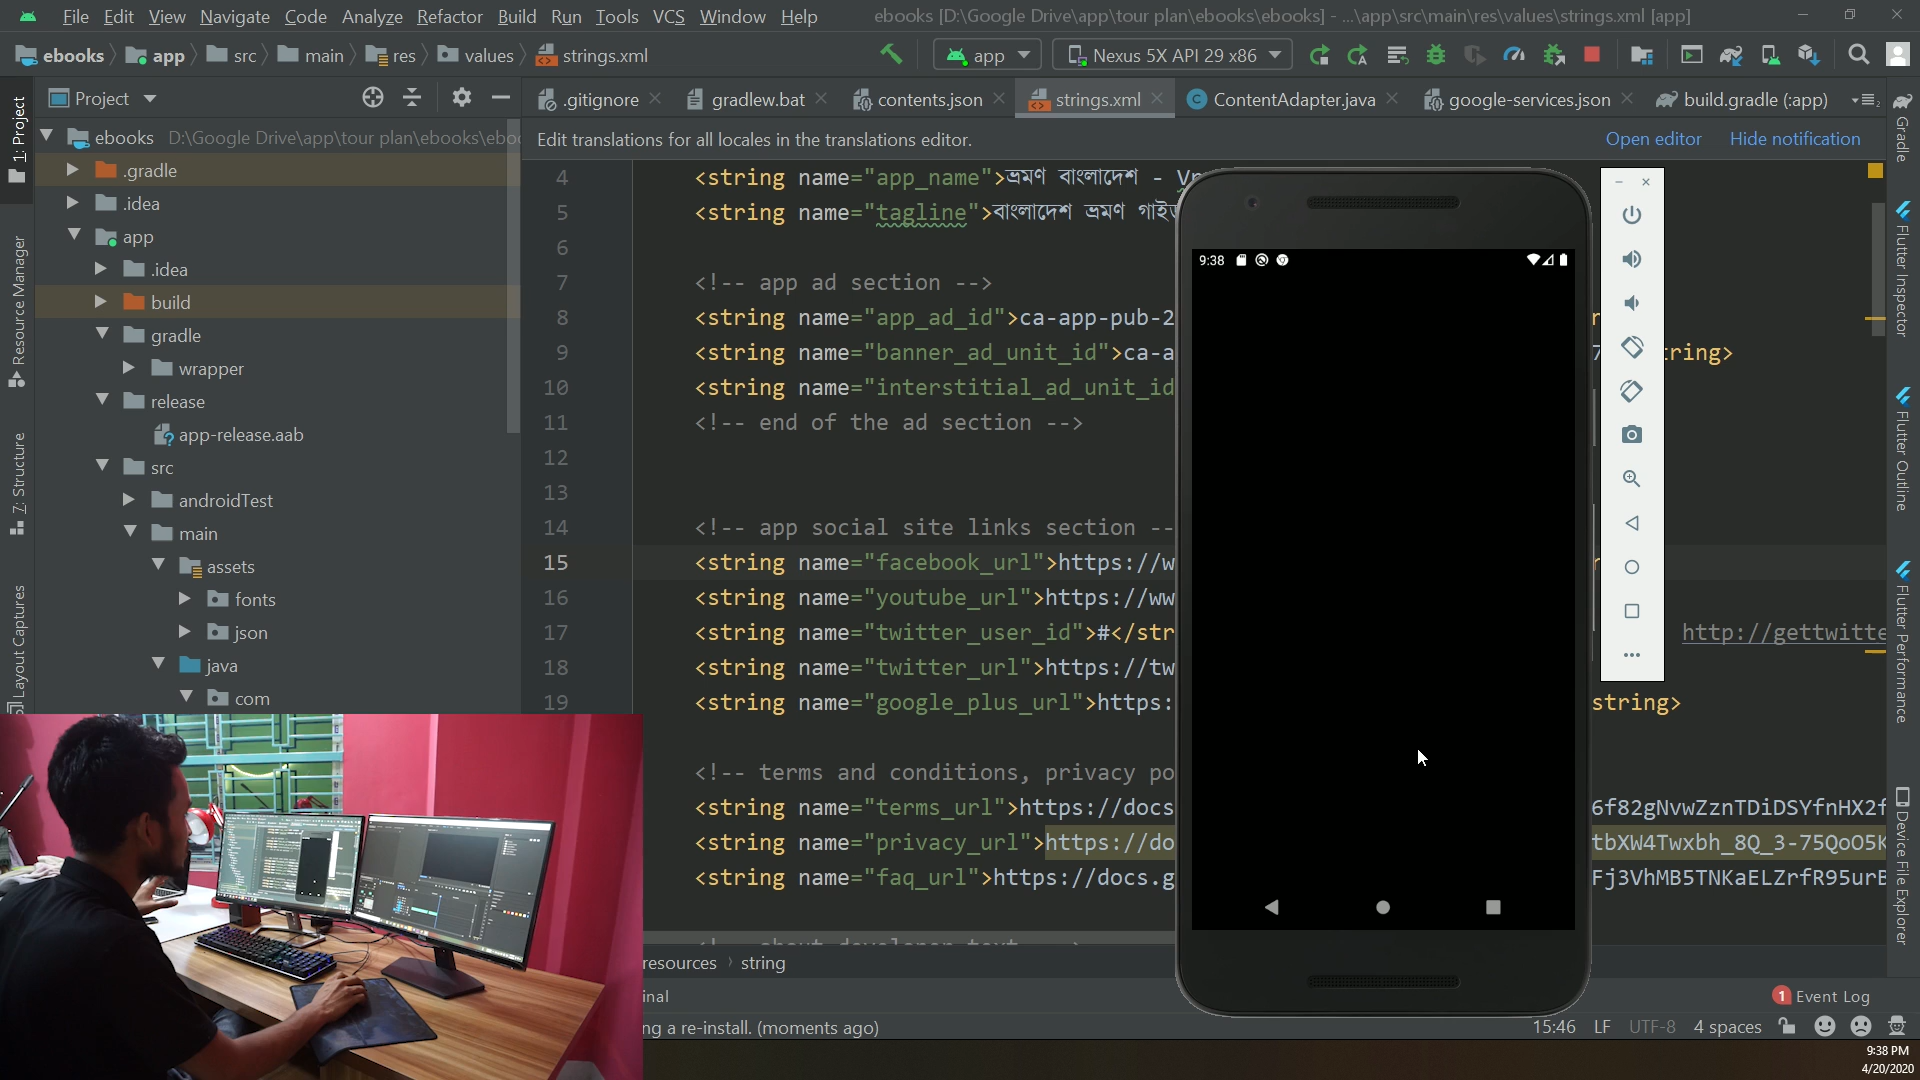 File Edit View Navigate Code Analyze Refactor Build Run Tools VCS Window Help ebooks [D:\Google Drive\app\tour plan\ebooks\ebooks] - ...\app\src\main\res\values\strings.xml [app]
ebooks app src main res values strings.xml app Nexus 5X API 29 x86
Project .gitignore gradlew.bat contents.json strings.xml ContentAdapter.java google-services.json build.gradle (:app)
Edit translations for all locales in the translations editor. Open editor Hide notification
1: Project
Resource Manager
7: Structure
Layout Captures
ebooks D:\Google Drive\app\tour plan\ebooks\ebo
.gradle
.idea
app
.idea
build
gradle
wrapper
release
app-release.aab
src
androidTest
main
assets
fonts
json
java
com
4 <string name="app_name">ভ্রমণ বাংলাদেশ -
5 <string name="tagline">বাংলাদেশ ভ্রমণ
6
7 <!-- app ad section -->
8 <string name="app_ad_id">ca-app-pub-2
9 <string name="banner_ad_unit_id">ca-a ring>
10 <string name="interstitial_ad_unit_id
11 <!-- end of the ad section -->
12
13
14 <!-- app social site links section --
15 <string name="facebook_url">https://w
16 <string name="youtube_url">https://ww
17 <string name="twitter_user_id">#</str http://gettwitte
18 <string name="twitter_url">https://tw
19 <string name="google_plus_url">https: string>
<!-- terms and conditions, privacy po
<string name="terms_url">https://docs 6f82gNvwZznTDiDSYfnHX2f
<string name="privacy_url">https://do tbXW4Twxbh_8Q_3-75QoO5K
<string name="faq_url">https://docs.g Fj3VhMB5TNKaELZrfR95urE
9:38
resources string
inal
1 Event Log
ng a re-install. (moments ago) 15:46 LF UTF-8 4 spaces
Gradle
Flutter Inspector
Flutter Outline
Flutter Performance
Device File Explorer
9:38 PM
4/20/2020